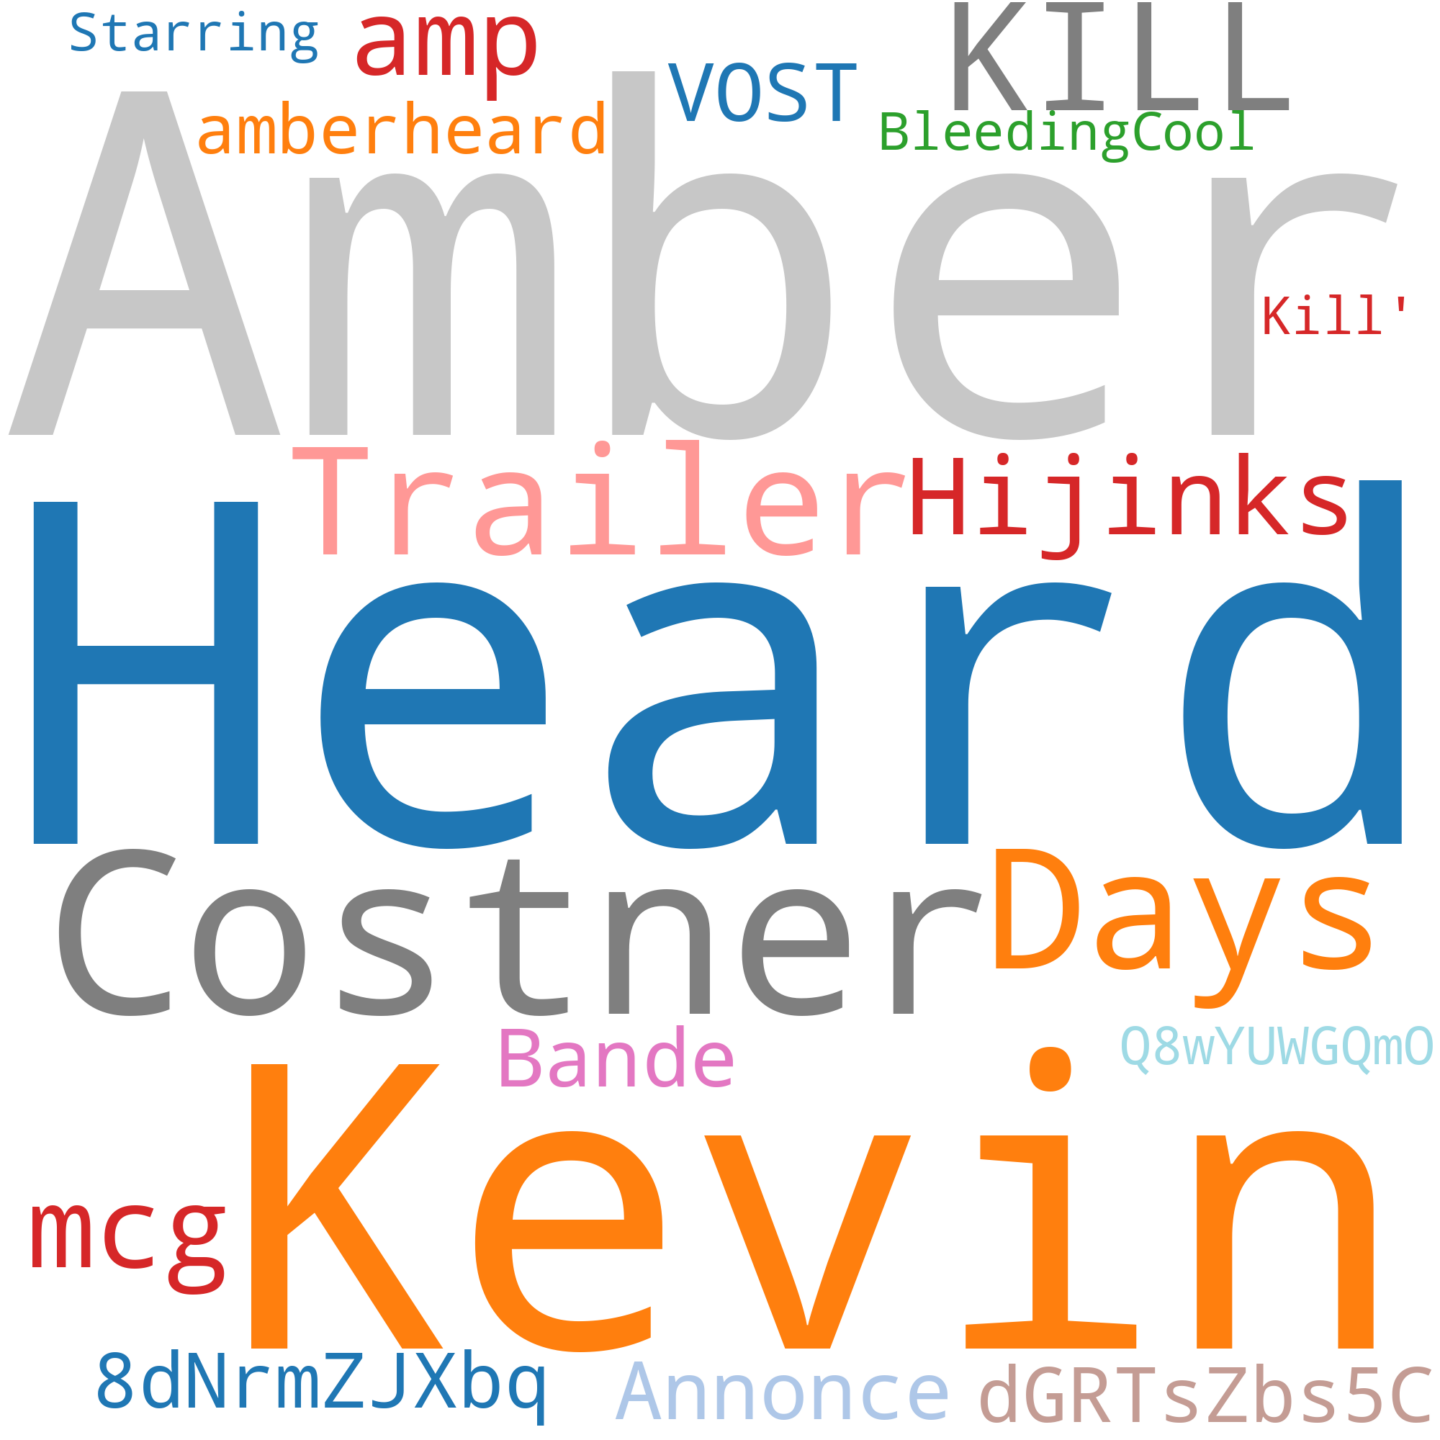 Starring
amp
KILL
VOST
amberheard
BleedingCool
Amber
Kill'
Trailer
Hijinks
Heard
Costner
Days
Bande
Q8wYUWGQmO
Kevin
mcg
8dNrmZJXbq
Annonce
dGRTsZbs5C